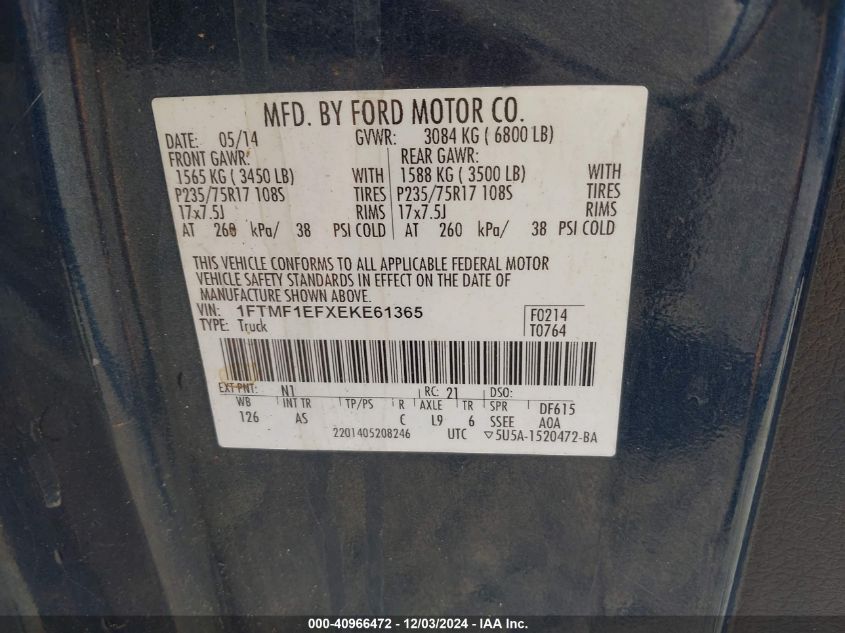 MFD. BY FORD MOTOR CO.
DATE: 05/14 GVWR: 3084 KG ( 6800 LB)
FRONT GAWR: REAR GAWR:
1565 KG ( 3450 LB) WITH 1588 KG ( 3500 LB) WITH
P235/75R17 108S TIRES P235/75R17 108S TIRES
17x7.5J RIMS 17x7.5J RIMS
AT 260 kPa/ 38 PSI COLD AT 260 kPa/ 38 PSI COLD
THIS VEHICLE CONFORMS TO ALL APPLICABLE FEDERAL MOTOR
VEHICLE SAFETY STANDARDS IN EFFECT ON THE DATE OF
MANUFACTURE SHOWN ABOVE.
VIN: 1FTMF1EFXEKE61365 F0214
TYPE: Truck T0764
EXT PNT: N1 RC: 21 DSO:
WB INT TR TP/PS R AXLE TR SPR DF615
126 AS C L9 6 SSEE A0A
2201405208246 UTC ▽5U5A-1520472-BA
000-40966472 - 12/03/2024 - IAA Inc.